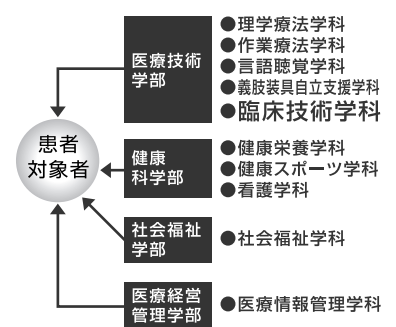 ●理学療法学科
●作業療法学科
●言語聴覚学科
●義肢装具自立支援学科
●臨床技術学科
医療技術
学部
患者
対象者
健康
科学部
●健康栄養学科
●健康スポーツ学科
●看護学科
社会福祉
学部
●社会福祉学科
医療経営
管理学部
●医療情報管理学科